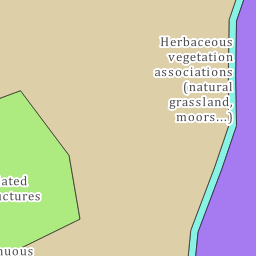 Herbaceous
vegetation
associations
(natural
grassland,
moors...)
ated
uctures
nuous